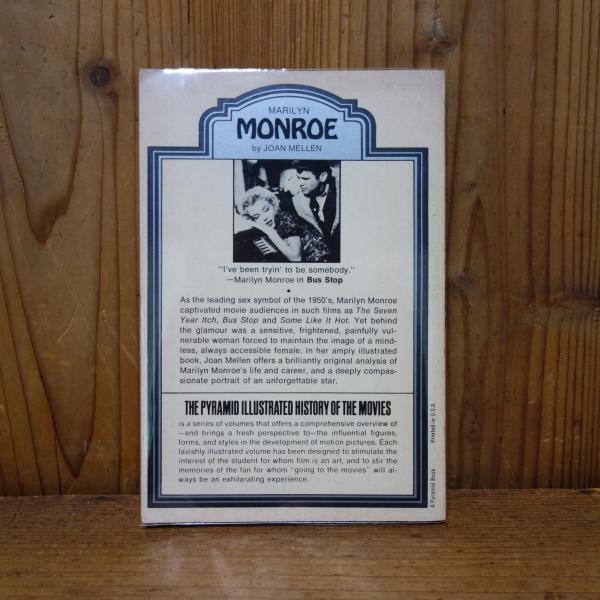 MARILYN
MONROE
by JOAN MELLEN
"I've been tryin' to be somebody."
—Marilyn Monroe in Bus Stop
★
As the leading sex symbol of the 1950's, Marilyn Monroe
captivated movie audiences in such films as The Seven
Year Itch, Bus Stop and Some Like It Hot. Yet behind
the glamour was a sensitive, frightened, painfully vul-
nerable woman forced to maintain the image of a mind-
less, always accessible female. In her amply illustrated
book, Joan Mellen offers a brilliantly original analysis of
Marilyn Monroe's life and career, and a deeply compas-
sionate portrait of an unforgettable star.
THE PYRAMID ILLUSTRATED HISTORY OF THE MOVIES
is a series of volumes that offers a comprehensive overview of
—and brings a fresh perspective to—the influential figures,
forms, and styles in the development of motion pictures. Each
lavishly illustrated volume has been designed to stimulate the
interest of the student for whom film is an art, and to stir the
memories of the fan for whom "going to the movies" will al-
ways be an exhilarating experience.
A Pyramid Book
Printed in U.S.A.